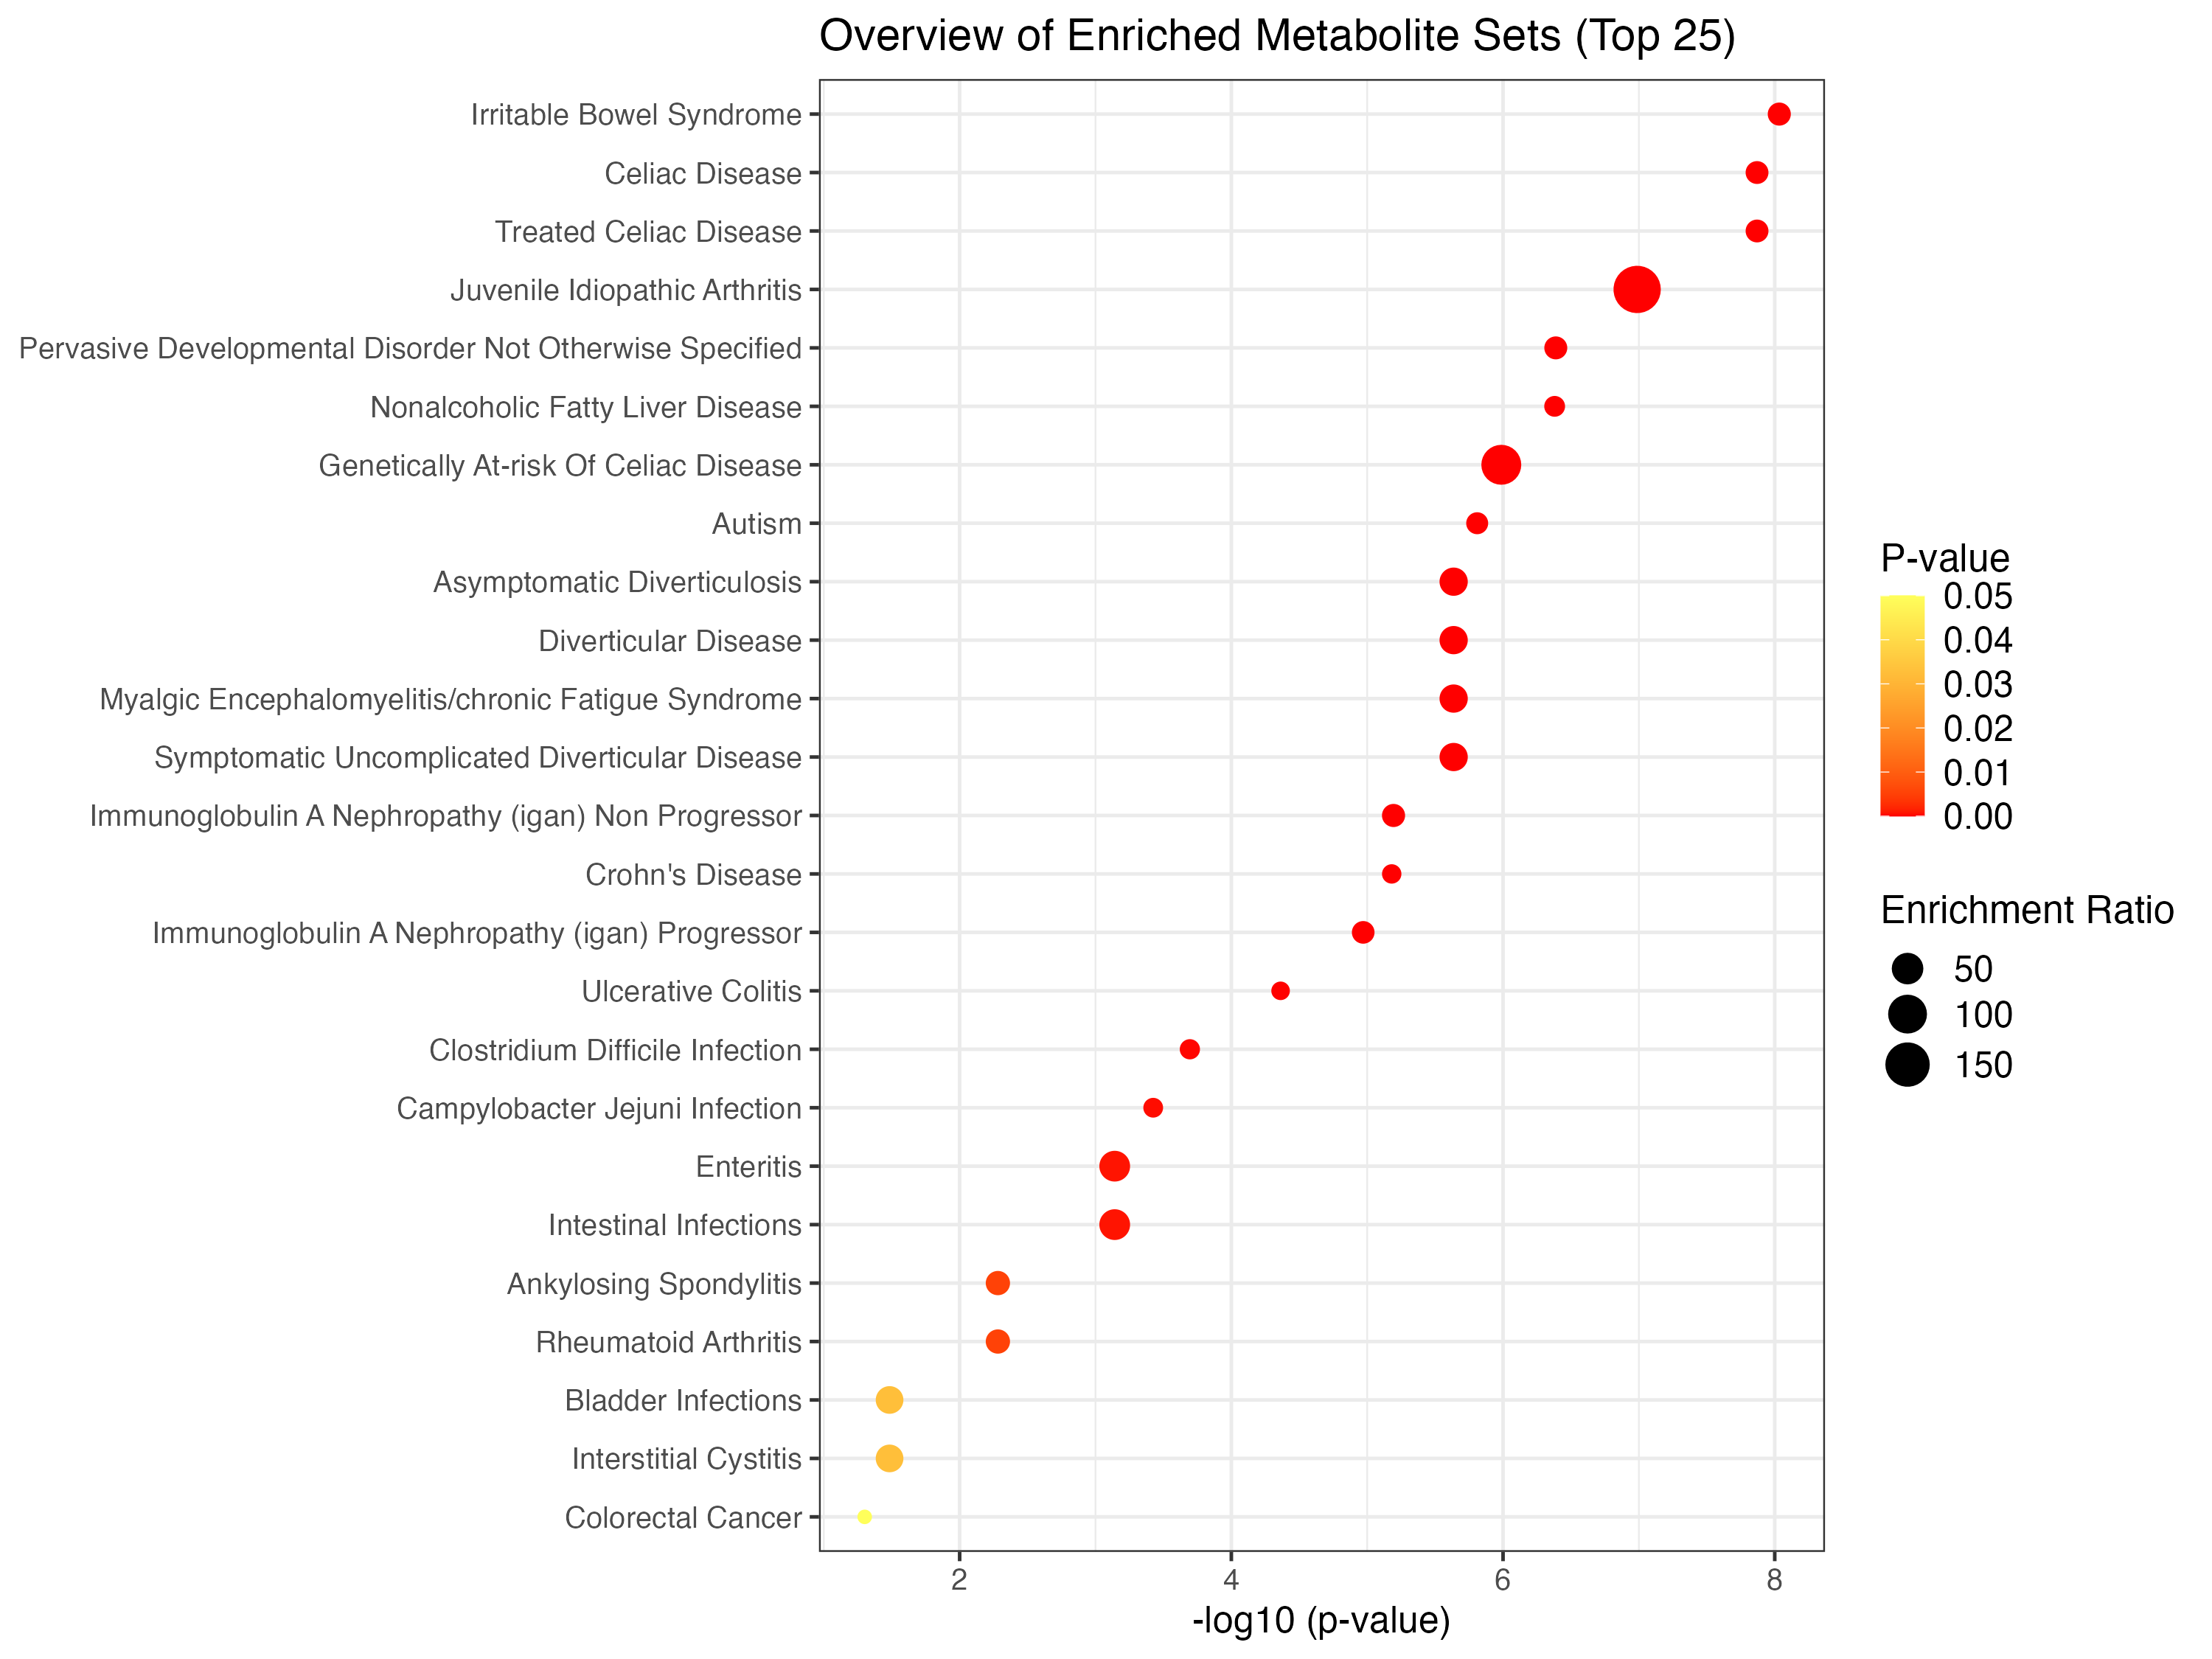 Overview of Enriched Metabolite Sets (Top 25)
Irritable Bowel Syndrome
Celiac Disease
Treated Celiac Disease
Juvenile Idiopathic Arthritis
Pervasive Developmental Disorder Not Otherwise Specified
Nonalcoholic Fatty Liver Disease
Genetically At-risk Of Celiac Disease
Autism
Asymptomatic Diverticulosis
Diverticular Disease
Myalgic Encephalomyelitis/chronic Fatigue Syndrome
Symptomatic Uncomplicated Diverticular Disease
Immunoglobulin A Nephropathy (igan) Non Progressor
Crohn's Disease
Immunoglobulin A Nephropathy (igan) Progressor
Ulcerative Colitis
Clostridium Difficile Infection
Campylobacter Jejuni Infection
Enteritis
Intestinal Infections
Ankylosing Spondylitis
Rheumatoid Arthritis
Bladder Infections
Interstitial Cystitis
Colorectal Cancer
2 4 6 8
-log10 (p-value)
P-value
0.05
0.04
0.03
0.02
0.01
0.00
Enrichment Ratio
50
100
150